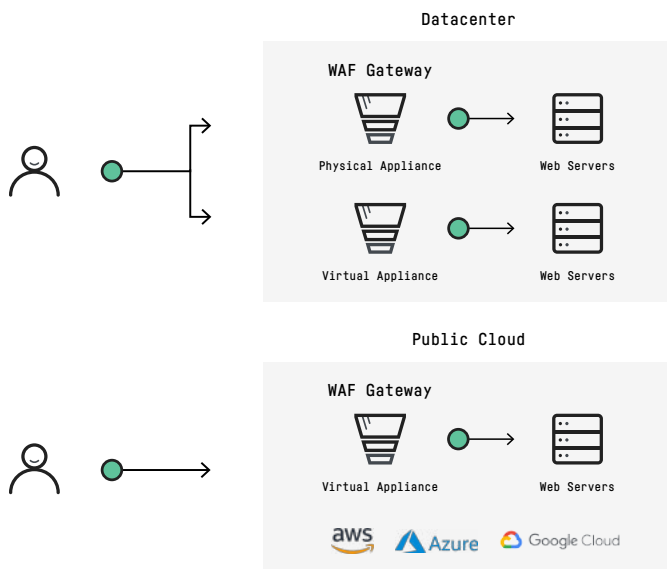 Datacenter
WAF Gateway
Physical Appliance
Web Servers
Virtual Appliance
Web Servers
Public Cloud
WAF Gateway
Virtual Appliance
Web Servers
aws
Azure
Google Cloud